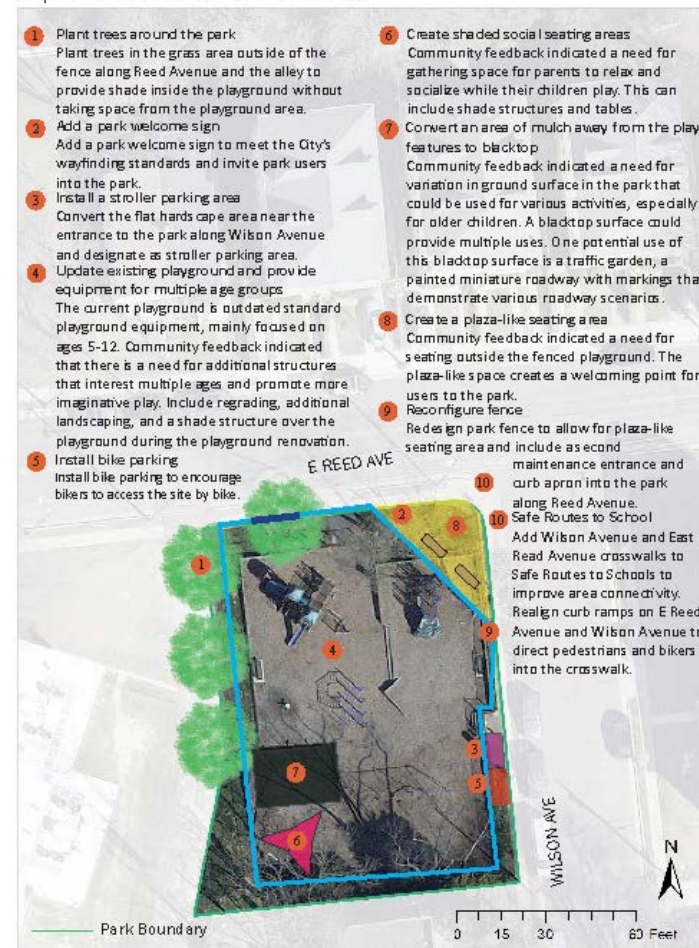 1 Plant trees around the park
Plant trees in the grass area outside of the
fence along Reed Avenue and the alley to
provide shade inside the playground without
taking space from the playground area.
2 Add a park welcome sign
Add a park welcome sign to meet the City's
wayfinding standards and invite park users
into the park.
3 Install a stroller parking area
Convert the flat hardscape area near the
entrance to the park along Wilson Avenue
and designate as stroller parking area.
4 Update existing playground and provide
equipment for multiple age groups
The current playground is outdated standard
playground equipment, mainly focused on
ages 5-12. Community feedback indicated
that there is a need for additional structures
that interest multiple ages and promote more
imaginative play. Include regrading, additional
landscaping, and a shade structure over the
playground during the playground renovation.
5 Install bike parking
Install bike parking to encourage
bikers to access the site by bike.
6 Create shaded social seating areas
Community feedback indicated a need for
gathering space for parents to relax and
socialize while their children play. This can
include shade structures and tables.
7 Convert an area of mulch away from the play
features to blacktop
Community feedback indicated a need for
variation in ground surface in the park that
could be used for various activities, especially
for older children. A blacktop surface could
provide multiple uses. One potential use of
this blacktop surface is a traffic garden, a
painted miniature roadway with markings tha
demonstrate various roadway scenarios.
8 Create a plaza-like seating area
Community feedback indicated a need for
seating outside the fenced playground. The
plaza-like space creates a welcoming point for
users to the park.
9 Reconfigure fence
Redesign park fence to allow for plaza-like
seating area and include a second
maintenance entrance and
curb apron into the park
along Reed Avenue.
10 Safe Routes to School
Add Wilson Avenue and East
Read Avenue crosswalks to
Safe Routes to Schools to
improve area connectivity.
Realign curb ramps on E Reed
Avenue and Wilson Avenue to
direct pedestrians and bikers
into the crosswalk.
E REED AVE
10
2
8
1
9
4
3
7
5
6
WILSON AVE
N
Park Boundary
0 15 30 60 Feet